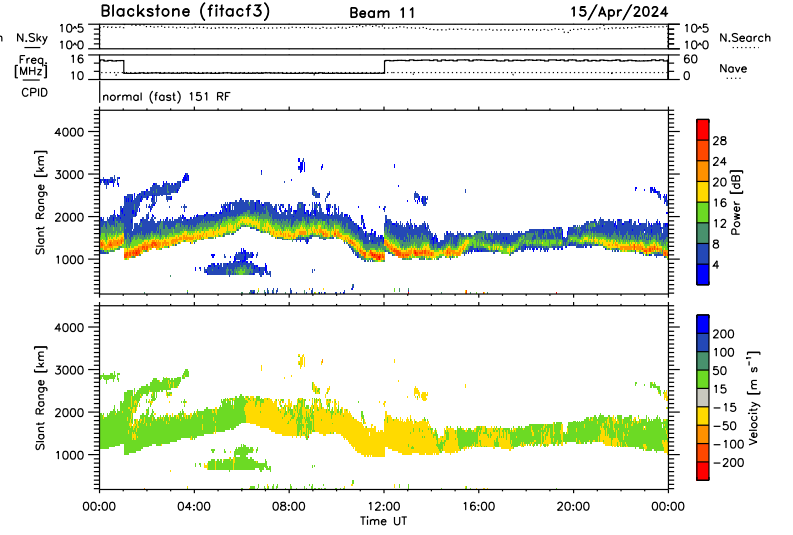 Blackstone (fitacf3) Beam 11 15/Apr/2024
n N.Sky 10^5 10^0 10^5 10^0 N.Search
Freq. [MHz] 16 10 60 0 Nave
CPID normal (fast) 151 RF
Slant Range [km] 4000 3000 2000 1000
Power [dB] 28 24 20 16 12 8 4
Slant Range [km] 4000 3000 2000 1000
Velocity [m s⁻¹] 200 100 50 15 -15 -50 -100 -200
00:00 04:00 08:00 12:00 16:00 20:00 00:00
Time UT